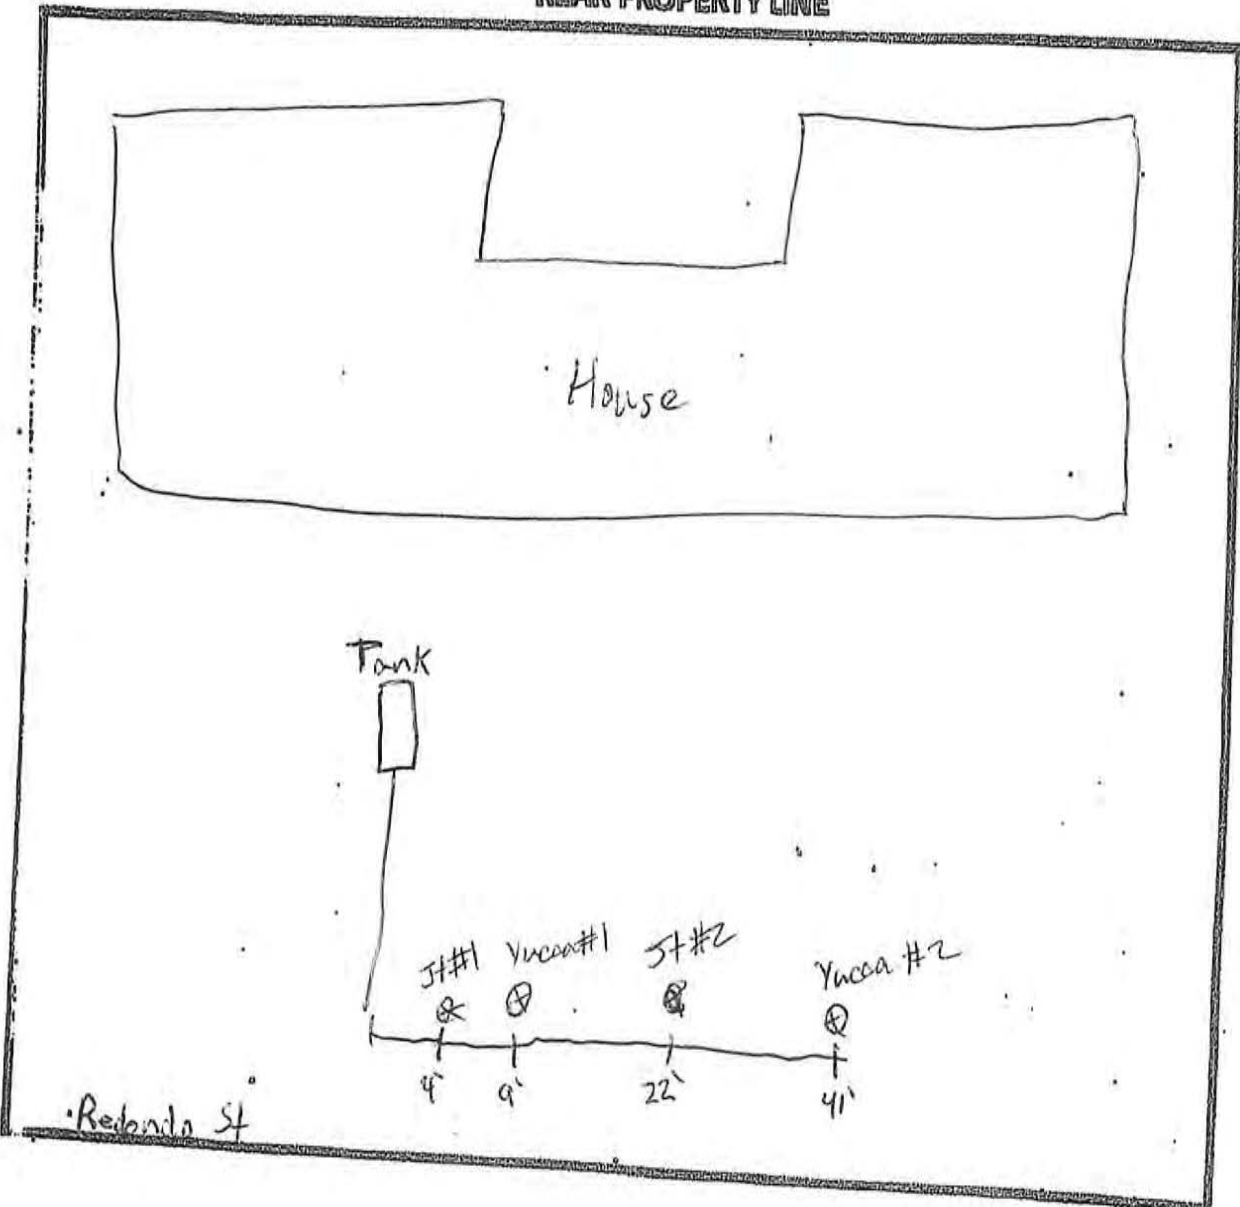 REAR PROPERTY LINE
House
Tank
Jt#1 Yucca#1 Jt#2 Yucca #2
4' 9' 22' 41'
Redondo St